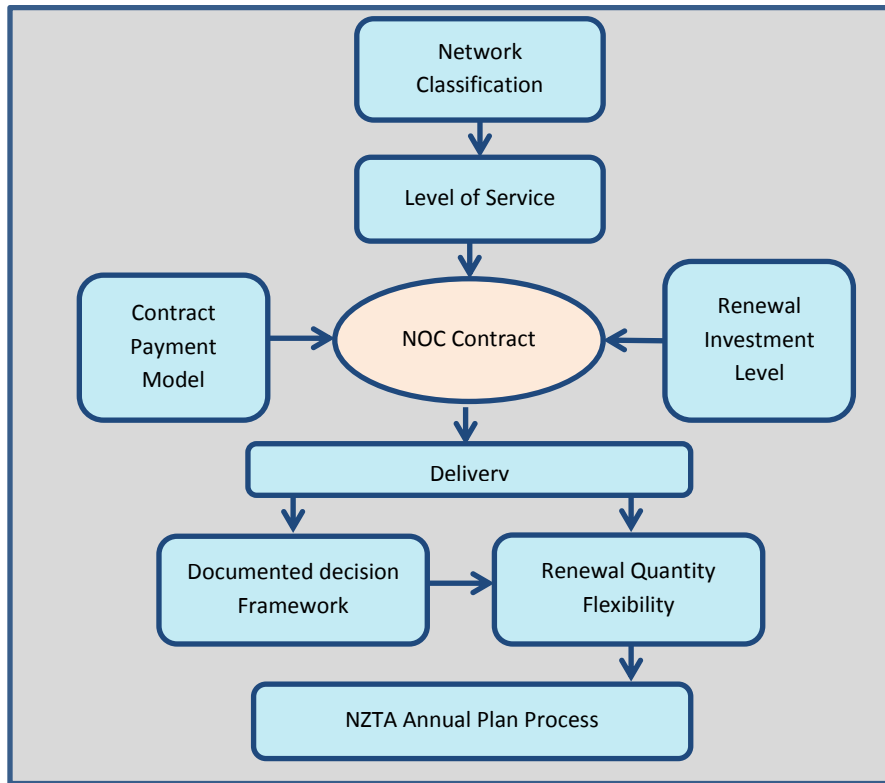 Network
Classification
Level of Service
Contract
Payment
Model
NOC Contract
Renewal
Investment
Level
Delivery
Documented decision
Framework
Renewal Quantity
Flexibility
NZTA Annual Plan Process